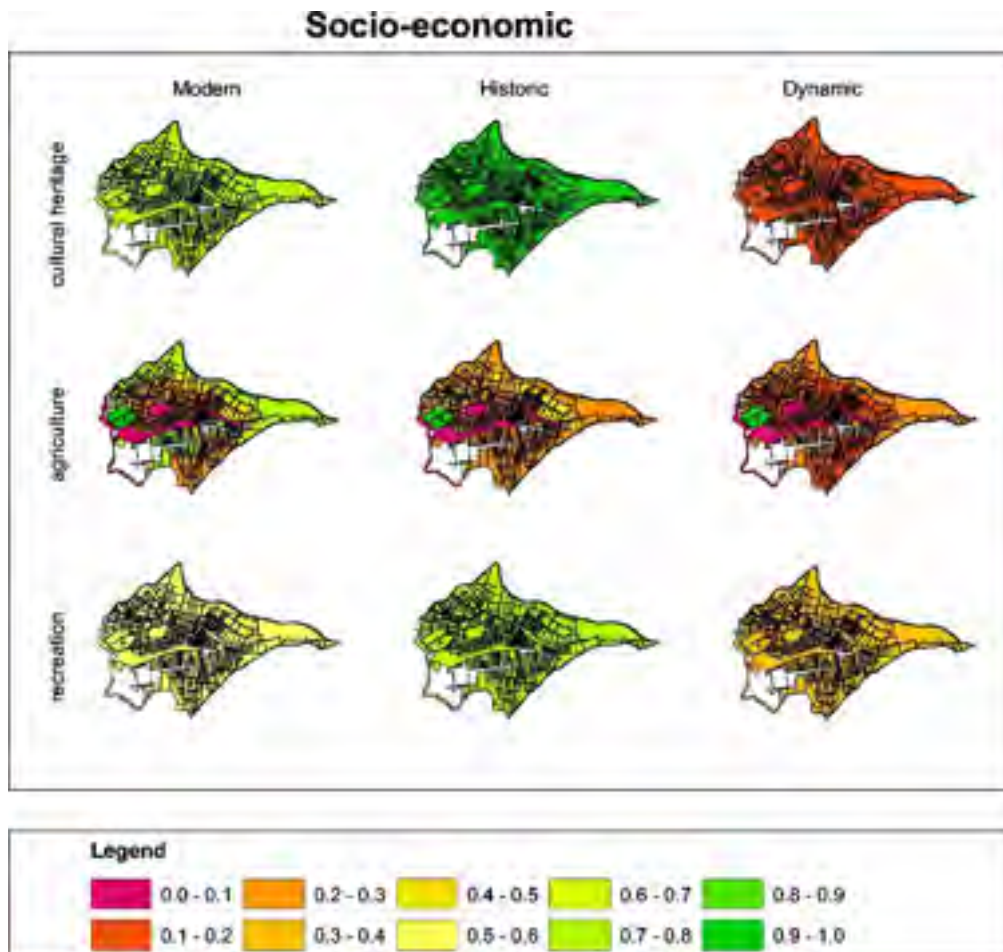 Socio-economic
Modern Historic Dynamic
cultural heritage
agriculture
recreation
Legend
0.0 - 0.1 0.2 - 0.3 0.4 - 0.5 0.6 - 0.7 0.8 - 0.9
0.1 - 0.2 0.3 - 0.4 0.5 - 0.6 0.7 - 0.8 0.9 - 1.0